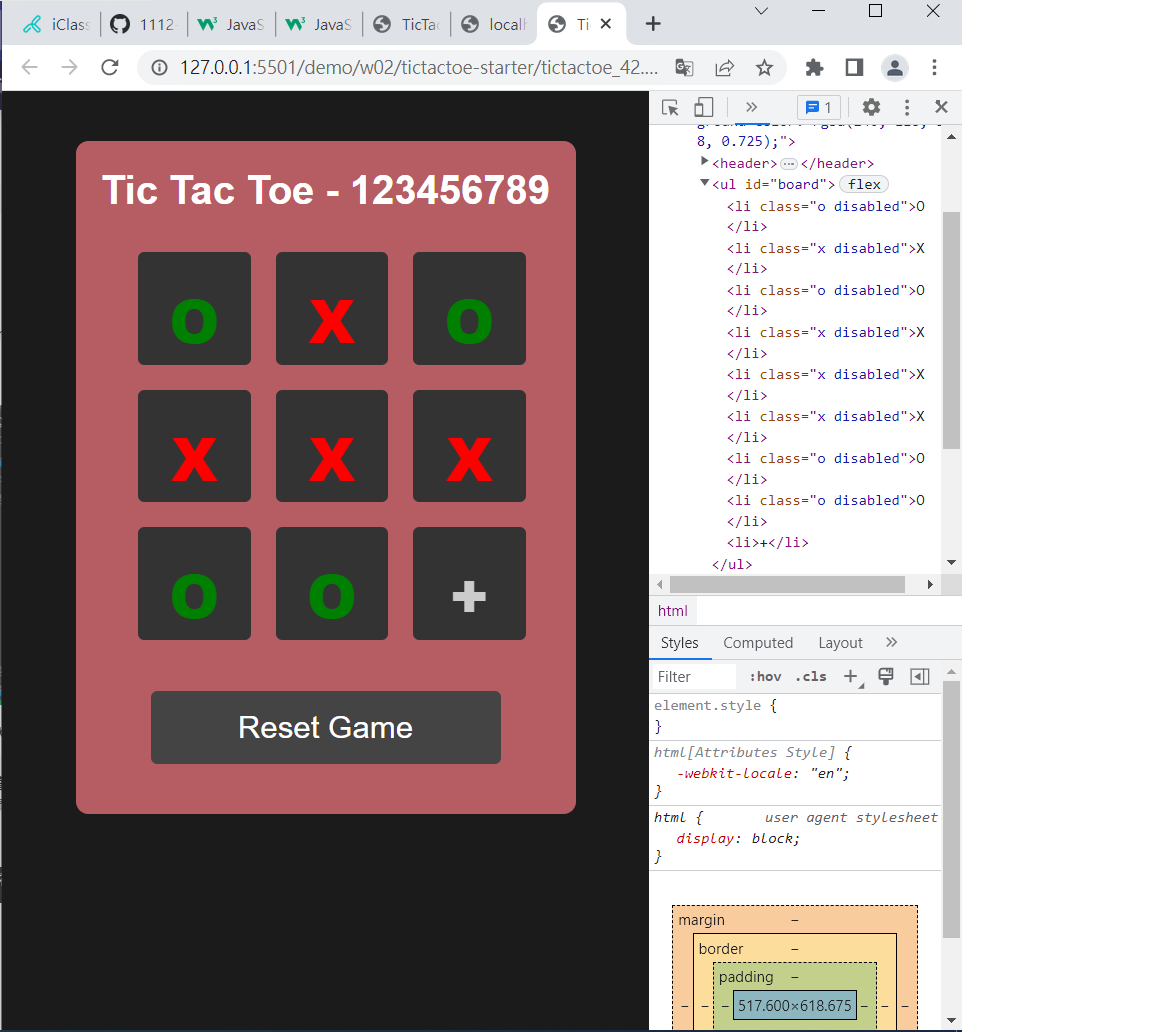 iClass
1112
JavaS
JavaS
TicTac
localh
Ti
127.0.0.1:5501/demo/w02/tictactoe-starter/tictactoe_42....
1
8, 0.725);">
<header> </header>
<ul id="board"> flex
<li class="o disabled">O
</li>
<li class="x disabled">X
</li>
<li class="o disabled">O
</li>
<li class="x disabled">X
</li>
<li class="x disabled">X
</li>
<li class="x disabled">X
</li>
<li class="o disabled">O
</li>
<li class="o disabled">O
</li>
<li>+</li>
</ul>
Tic Tac Toe - 123456789
o x o
x x x
o o +
Reset Game
html
Styles Computed Layout »
Filter :hov .cls +
element.style {
}
html[Attributes Style] {
-webkit-locale: "en";
}
html { user agent stylesheet
display: block;
}
margin –
border –
padding –
– – – 517.600×618.675 – – –